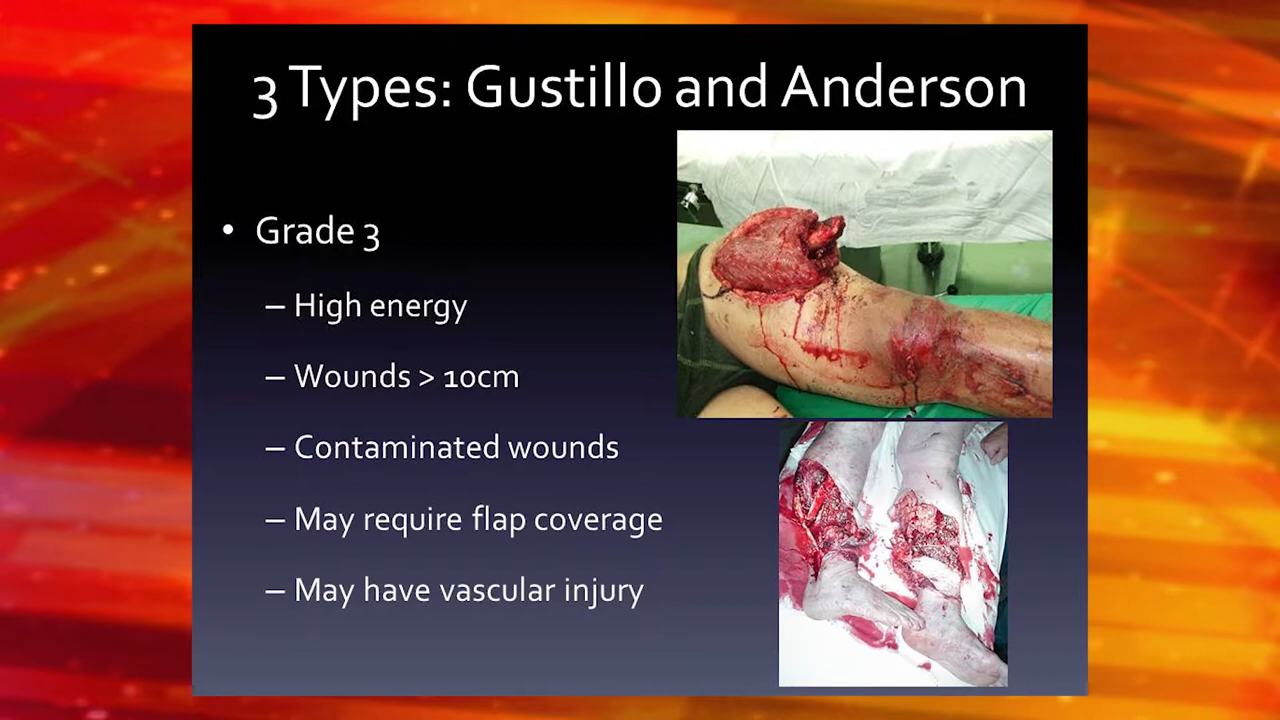 3 Types: Gustillo and Anderson
• Grade 3
– High energy
– Wounds > 10cm
– Contaminated wounds
– May require flap coverage
– May have vascular injury